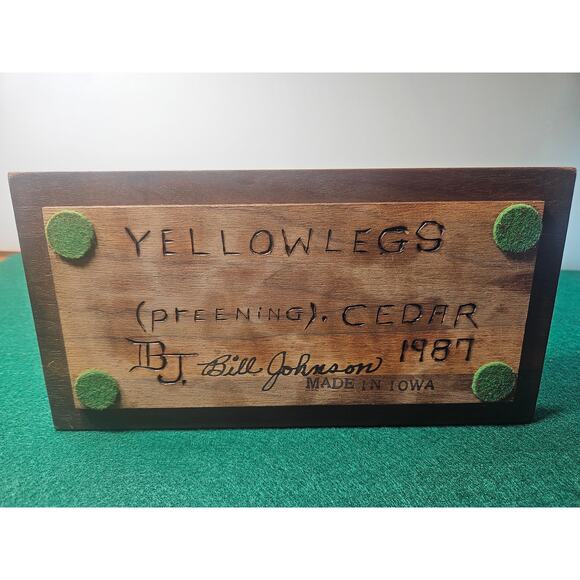 YELLOWLEGS
(PrEENING). CEDAR
BJ. Bill Johnson 1987
MADE IN IOWA